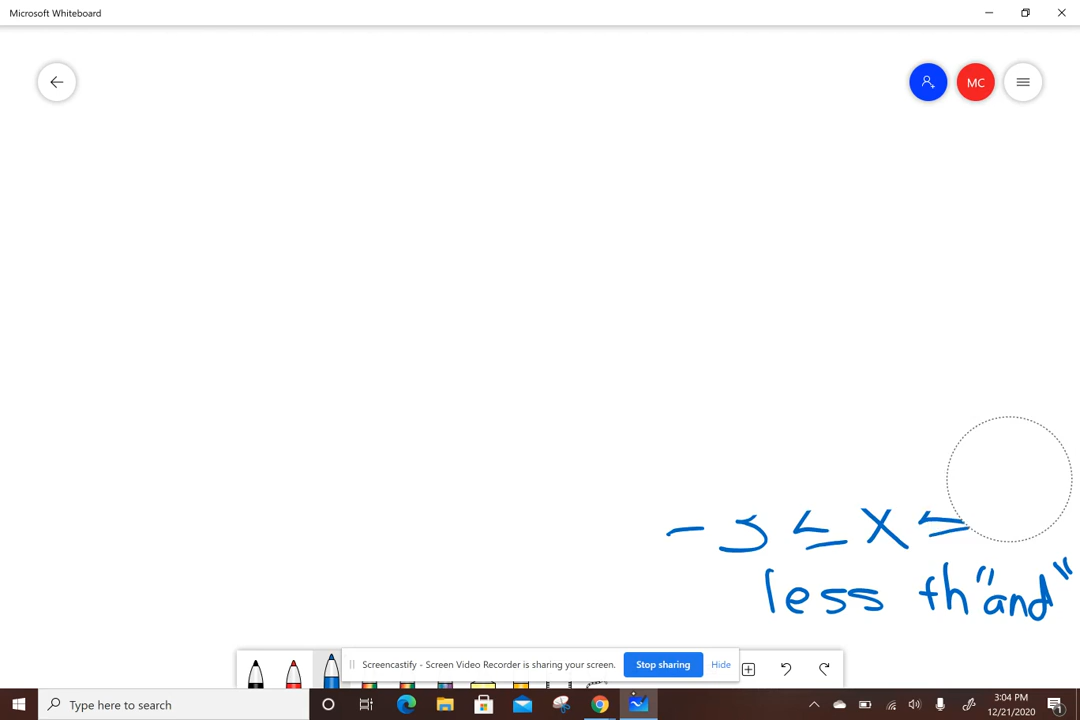 Microsoft Whiteboard
MC
- 3 ≤ x ≤
less th "and"
Screencastify - Screen Video Recorder is sharing your screen.
Stop sharing
Hide
Type here to search
3:04 PM
12/21/2020
1